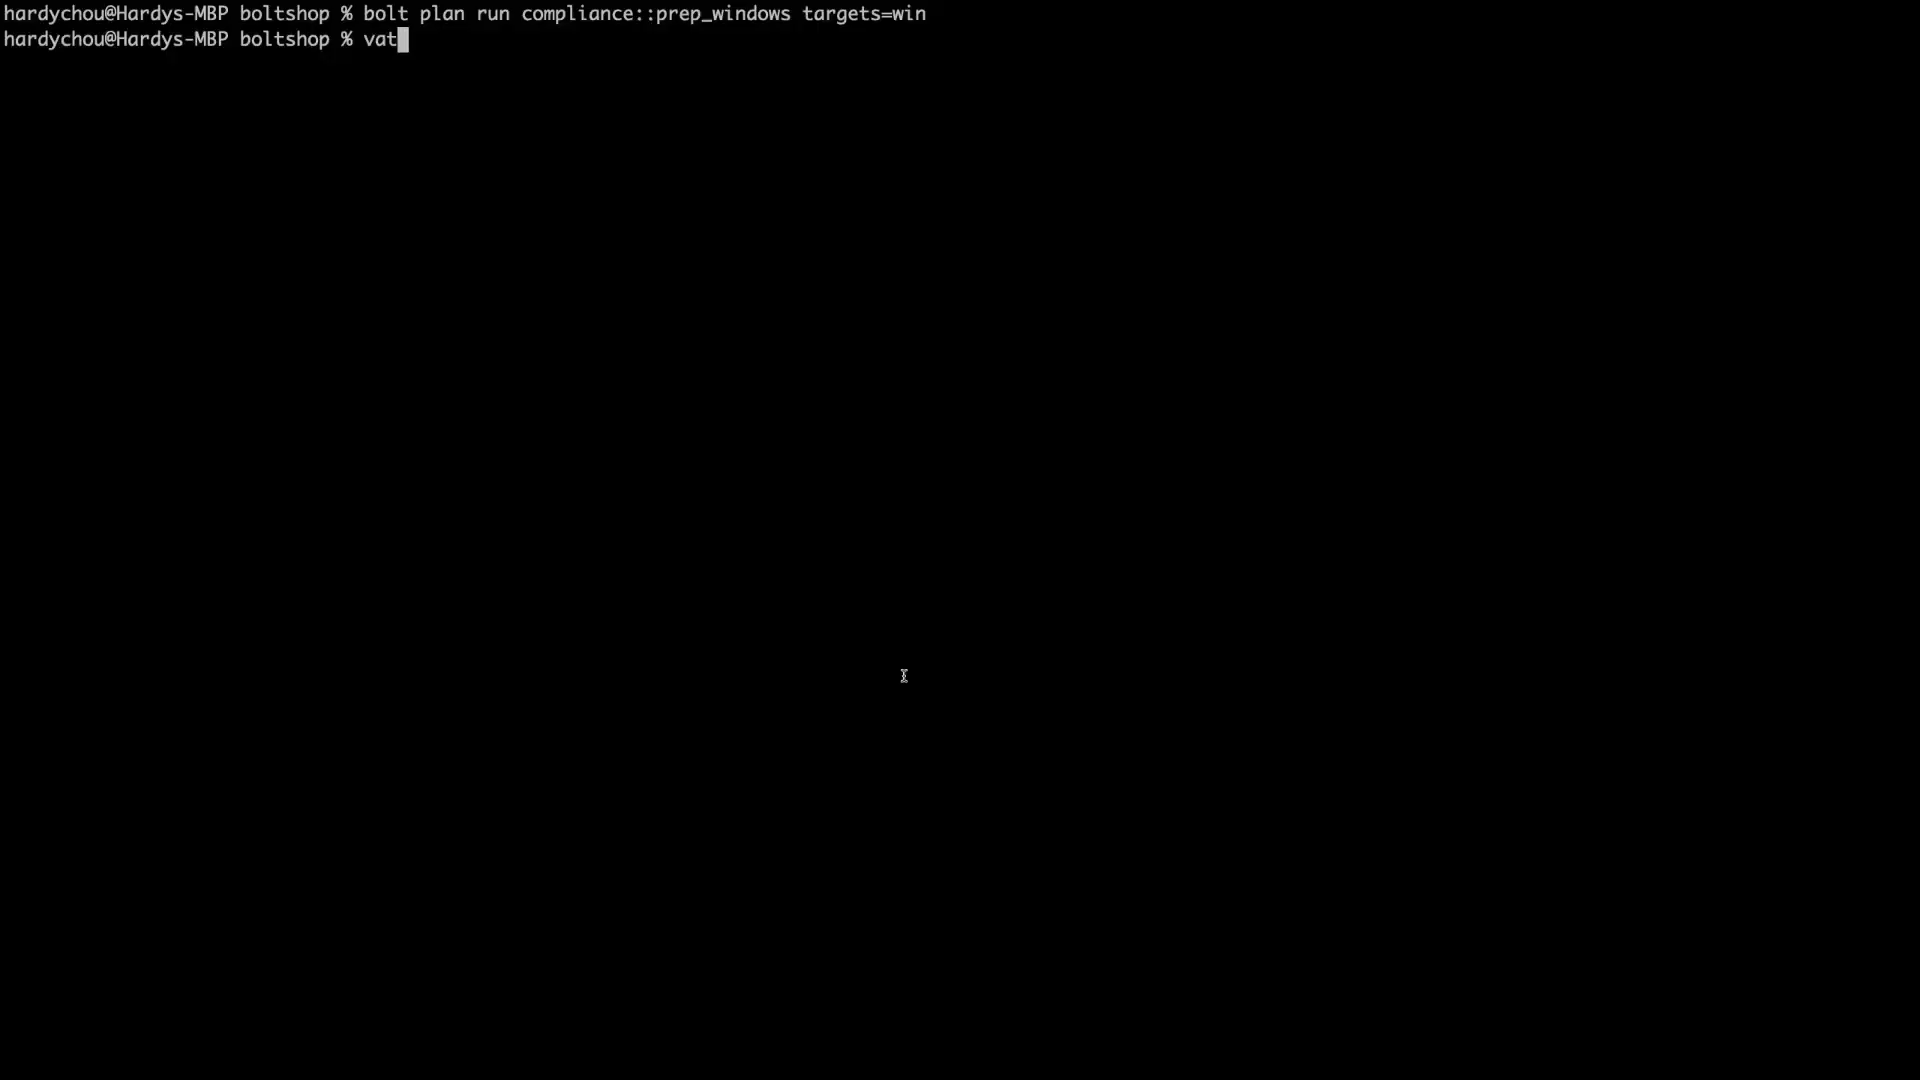 hardychou@Hardys-MBP boltshop % bolt plan run compliance::prep_windows targets=win
hardychou@Hardys-MBP boltshop % vat